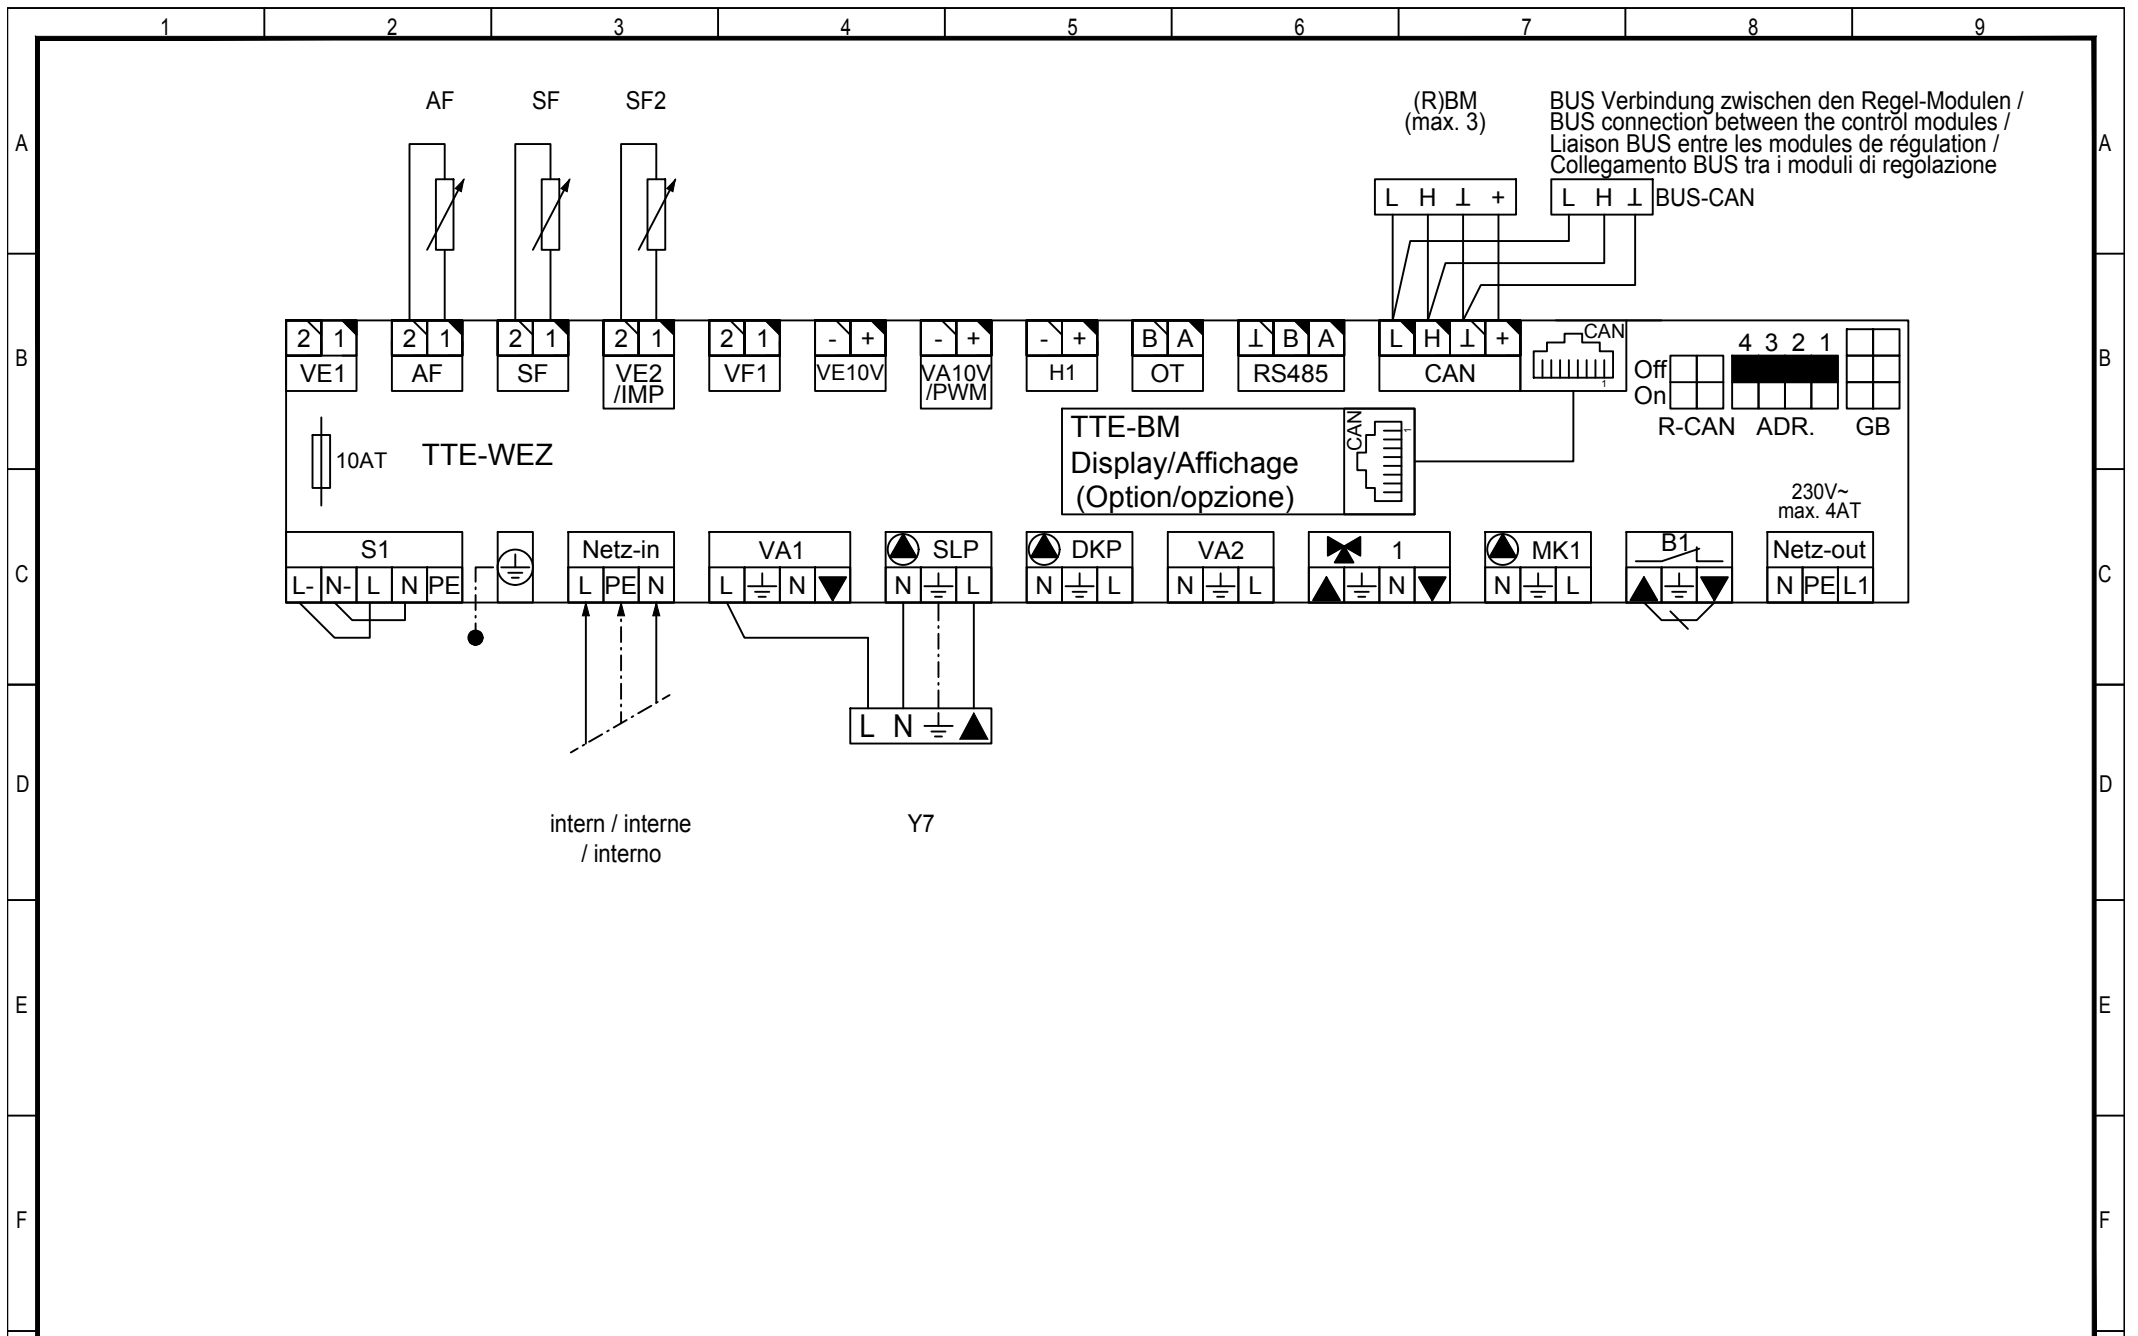 1 2 3 4 5 6 7 8 9
AF SF SF2 (R)BM
(max. 3)
BUS Verbindung zwischen den Regel-Modulen /
BUS connection between the control modules /
Liaison BUS entre les modules de régulation /
Collegamento BUS tra i moduli di regolazione
A A
L H ⊥ + L H ⊥ BUS-CAN
2 1 2 1 2 1 2 1 2 1 - + - + - + B A ⊥ B A L H ⊥ + CAN
1
VE1 AF SF VE2
/IMP
VF1 VE10V VA10V
/PWM
H1 OT RS485 CAN
B B
Off
On
R-CAN
4 3 2 1
ADR.
GB
10AT TTE-WEZ
TTE-BM
Display/Affichage
(Option/opzione)
CAN
1
230V~
max. 4AT
S1 Netz-in VA1 SLP DKP VA2 1 MK1 B1 Netz-out
C C
L- N- L N PE L PE N L ⏚ N ▼ N ⏚ L N ⏚ L N ⏚ L ▲ ⏚ N ▼ N ⏚ L ▲ ⏚ ▼ N PE L1
L N ⏚ ▲
D D
intern / interne
/ interno
Y7
E E
F F